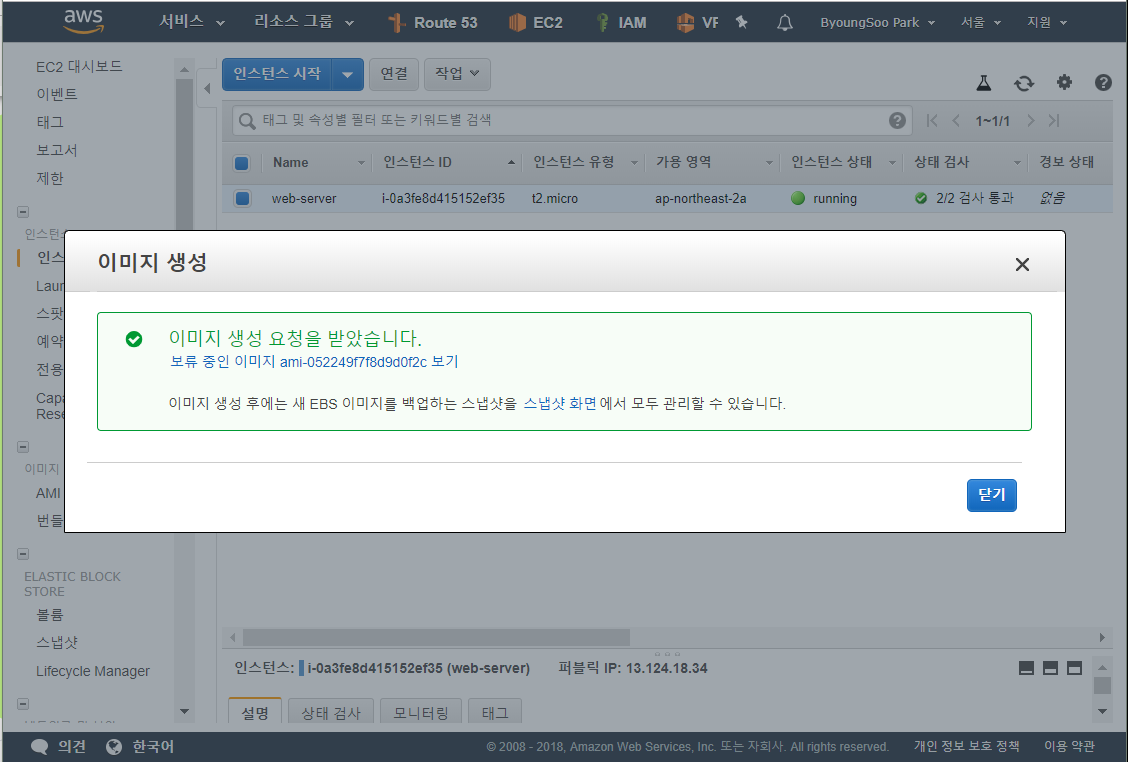 aws 서비스 리소스 그룹 Route 53 EC2 IAM VP ByoungSoo Park 서울 지원
EC2 대시보드
이벤트
태그
보고서
제한
인스턴스 시작 연결 작업
태그 및 속성별 필터 또는 키워드별 검색 1~1/1
Name 인스턴스 ID 인스턴스 유형 가용 영역 인스턴스 상태 상태 검사 경보 상태
web-server i-0a3fe8d415152ef35 t2.micro ap-northeast-2a running 2/2 검사 통과 없음
인스
Laun
스팟
예약
전용
Capa
Rese
이미지
AMI
번들
이미지 생성
이미지 생성 요청을 받았습니다.
보류 중인 이미지 ami-052249f7f8d9d0f2c 보기
이미지 생성 후에는 새 EBS 이미지를 백업하는 스냅샷을 스냅샷 화면에서 모두 관리할 수 있습니다.
닫기
ELASTIC BLOCK
STORE
볼륨
스냅샷
Lifecycle Manager
인스턴스: i-0a3fe8d415152ef35 (web-server) 퍼블릭 IP: 13.124.18.34
설명 상태 검사 모니터링 태그
의견 한국어 © 2008 - 2018, Amazon Web Services, Inc. 또는 자회사. All rights reserved. 개인 정보 보호 정책 이용 약관